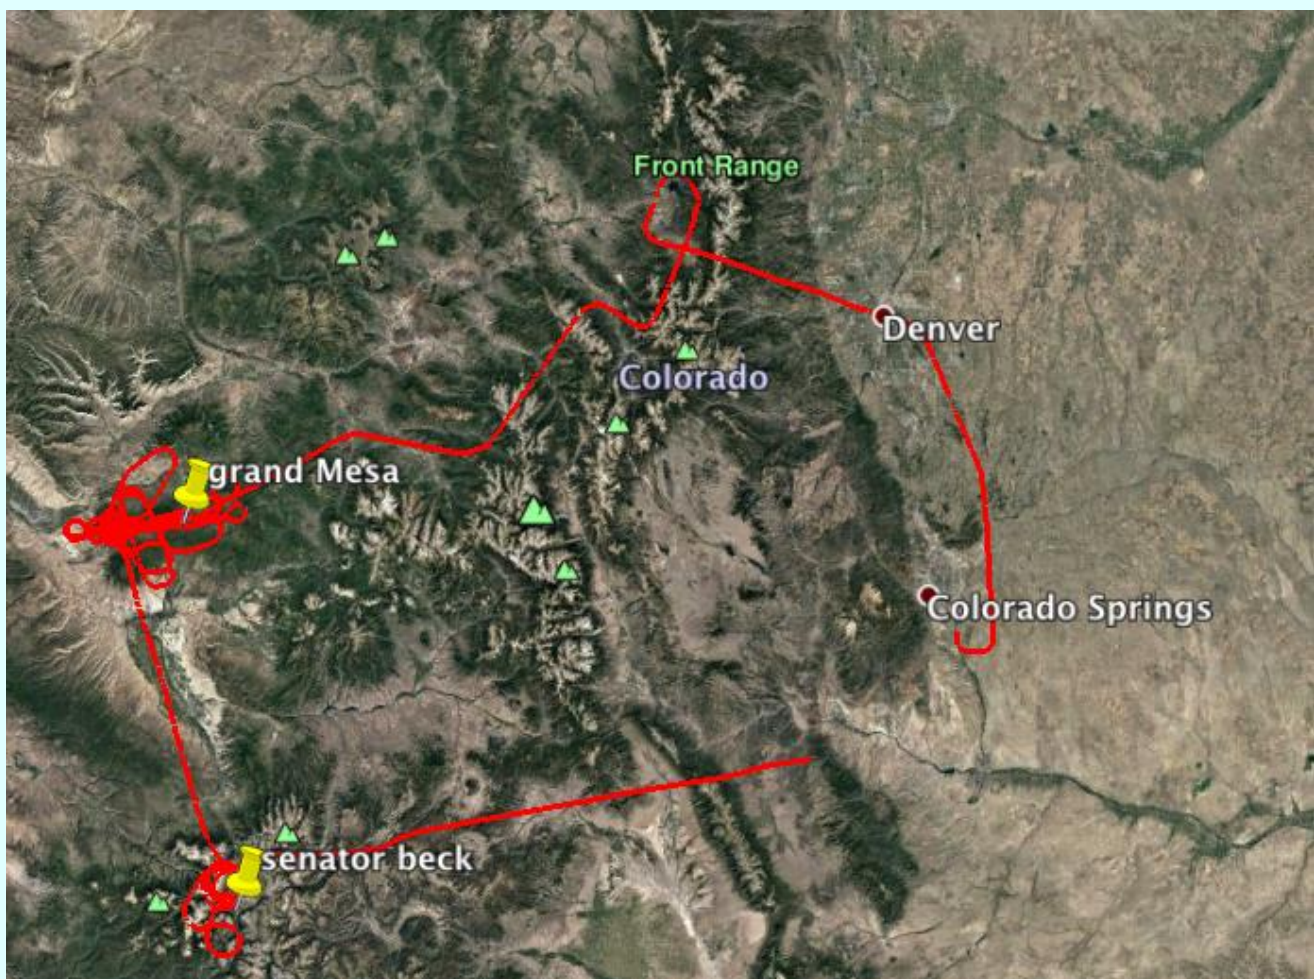 Front Range
Denver
Colorado
grand Mesa
Colorado Springs
senator beck